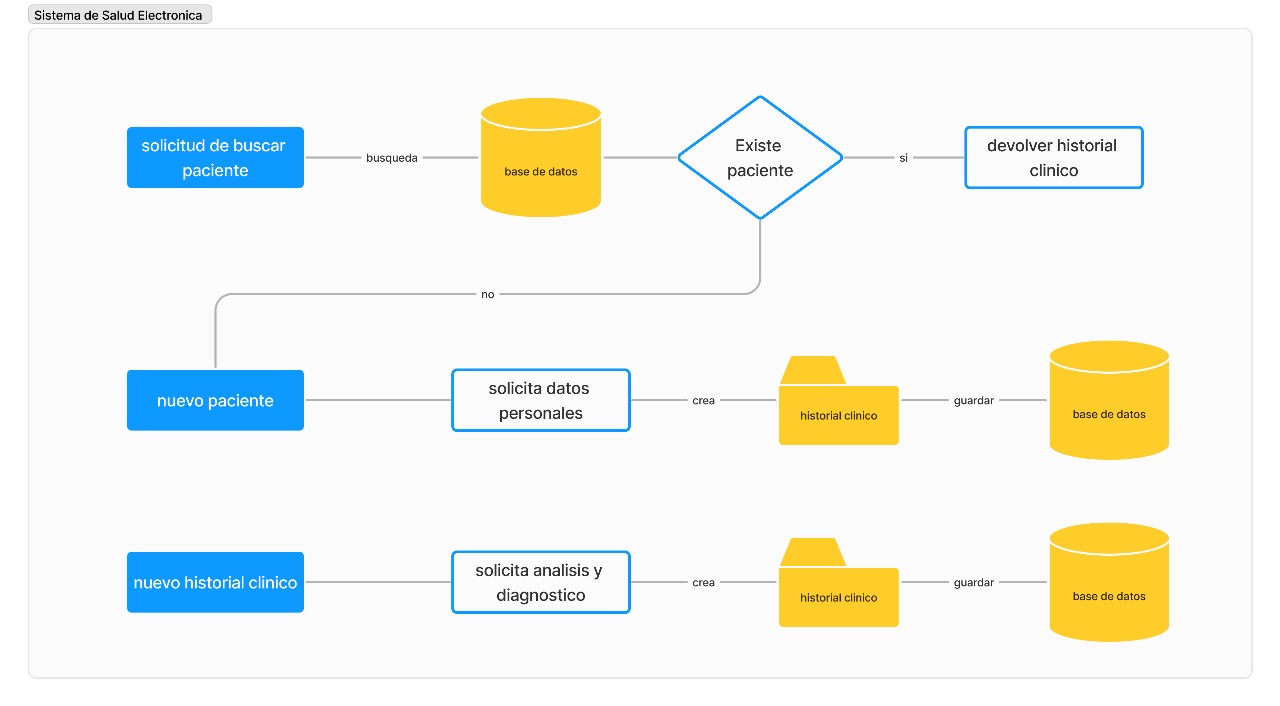 Sistema de Salud Electronica
solicitud de buscar
paciente
busqueda
base de datos
Existe
paciente
si
devolver historial
clinico
no
nuevo paciente
solicita datos
personales
crea
historial clinico
guardar
base de datos
nuevo historial clinico
solicita analisis y
diagnostico
crea
historial clinico
guardar
base de datos